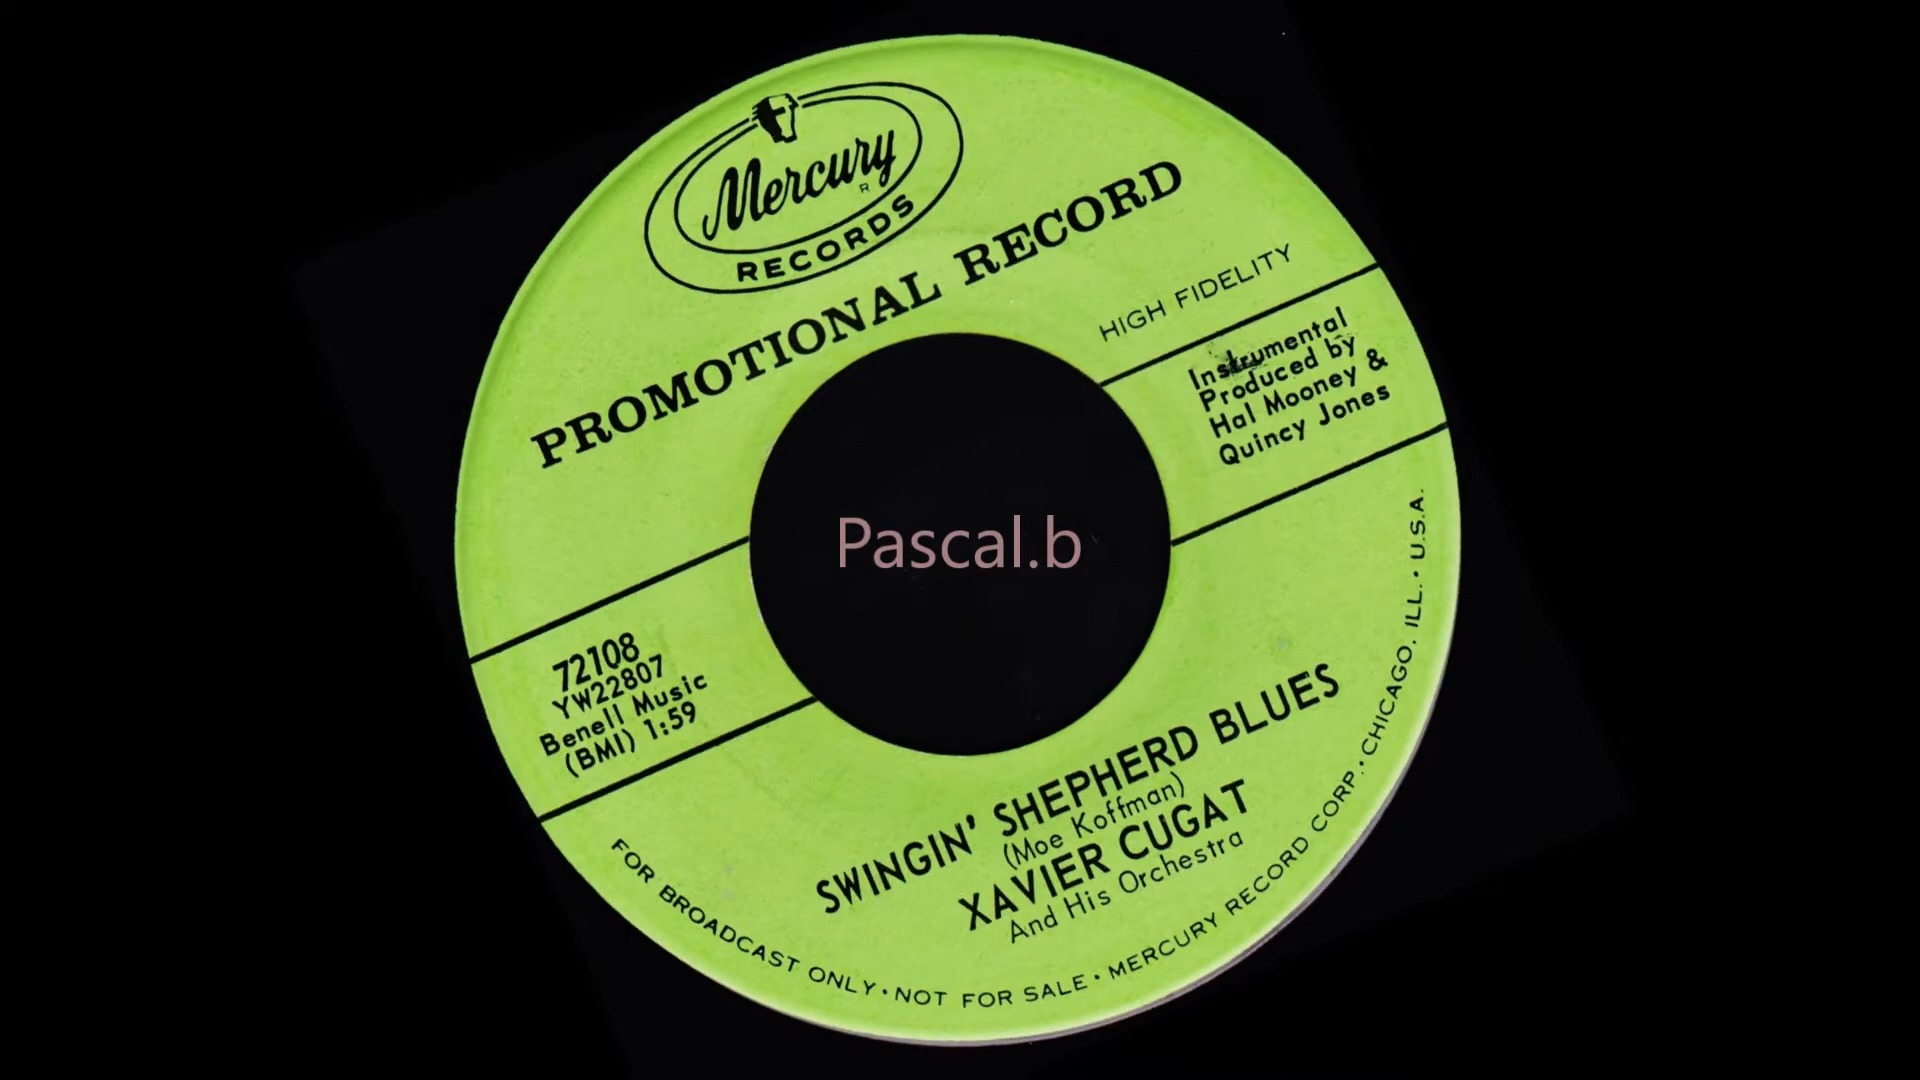 Mercury
R
RECORDS
PROMOTIONAL RECORD
HIGH FIDELITY
Instrumental
Produced by
Hal Mooney &
Quincy Jones
Pascal.b
72108
YW22807
Benell Music
(BMI) 1:59
SWINGIN' SHEPHERD BLUES
(Moe Koffman)
XAVIER CUGAT
And His Orchestra
FOR BROADCAST ONLY • NOT FOR SALE • MERCURY RECORD CORP. • CHICAGO, ILL. • U.S.A.